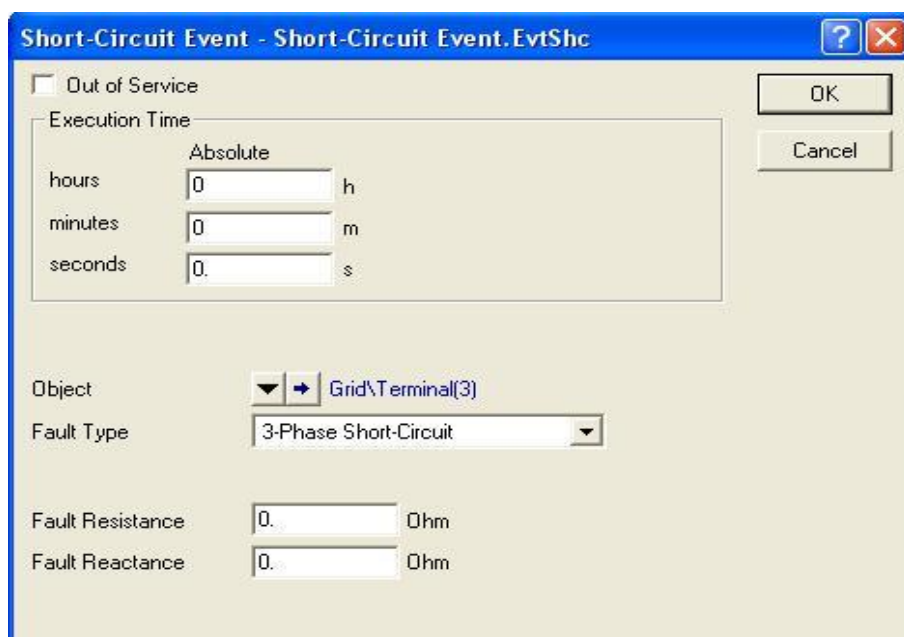 Short-Circuit Event - Short-Circuit Event.EvtShc
Out of Service
OK
Execution Time
Cancel
Absolute
hours 0 h
minutes 0 m
seconds 0. s
Object Grid\Terminal(3)
Fault Type 3-Phase Short-Circuit
Fault Resistance 0. Ohm
Fault Reactance 0. Ohm